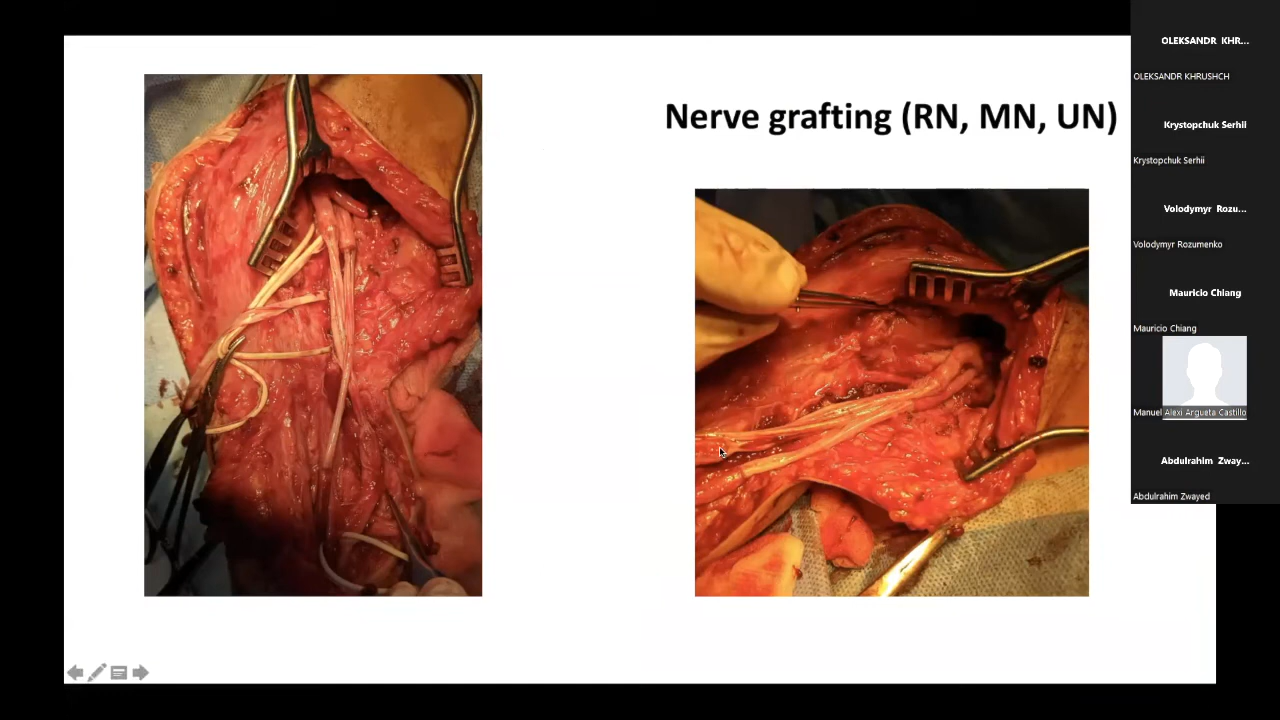 Nerve grafting (RN, MN, UN)
OLEKSANDR KHR...
OLEKSANDR KHRUSHCH
Krystopchuk Serhii
Krystopchuk Serhii
Volodymyr Rozu...
Volodymyr Rozumenko
Mauricio Chiang
Mauricio Chiang
Manuel Alexi Argueta Castillo
Abdulrahim Zway...
Abdulrahim Zwayed